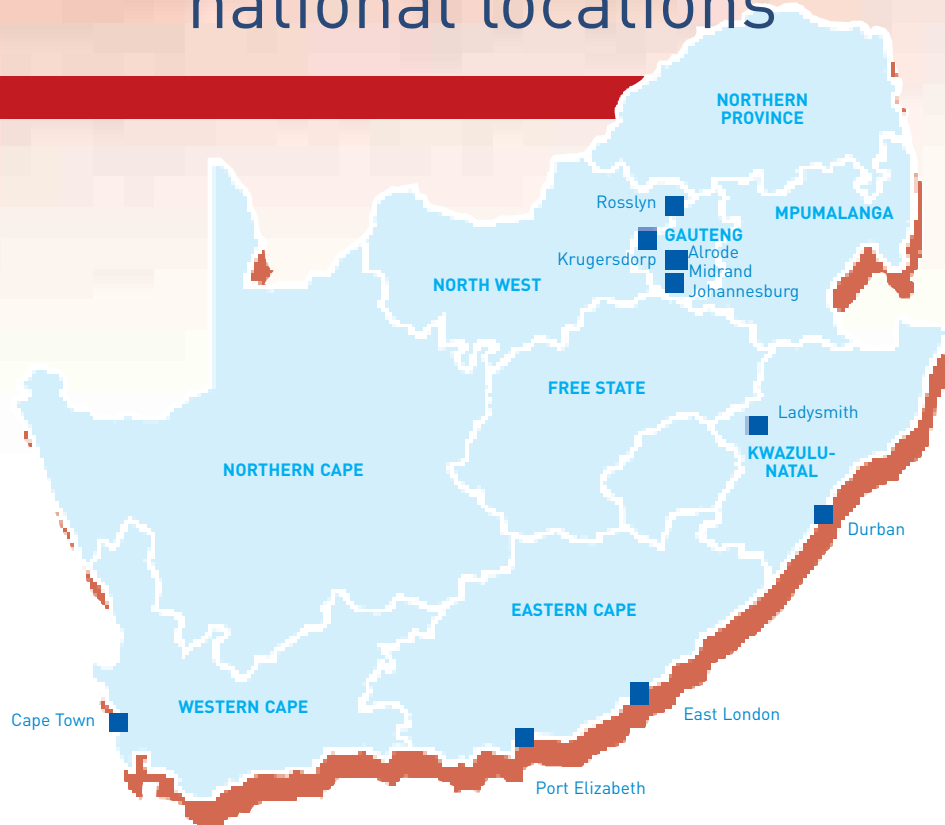 national locations
NORTHERN
PROVINCE
Rosslyn
MPUMALANGA
GAUTENG
Krugersdorp
Alrode
Midrand
Johannesburg
NORTH WEST
FREE STATE
Ladysmith
KWAZULU-
NATAL
NORTHERN CAPE
Durban
EASTERN CAPE
WESTERN CAPE
Cape Town
East London
Port Elizabeth